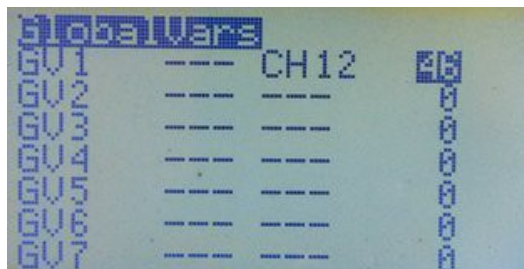 GlobalVars
GV1 --- CH12 46
GV2 --- --- 0
GV3 --- --- 0
GV4 --- --- 0
GV5 --- --- 0
GV6 --- --- 0
GV7 --- --- 0